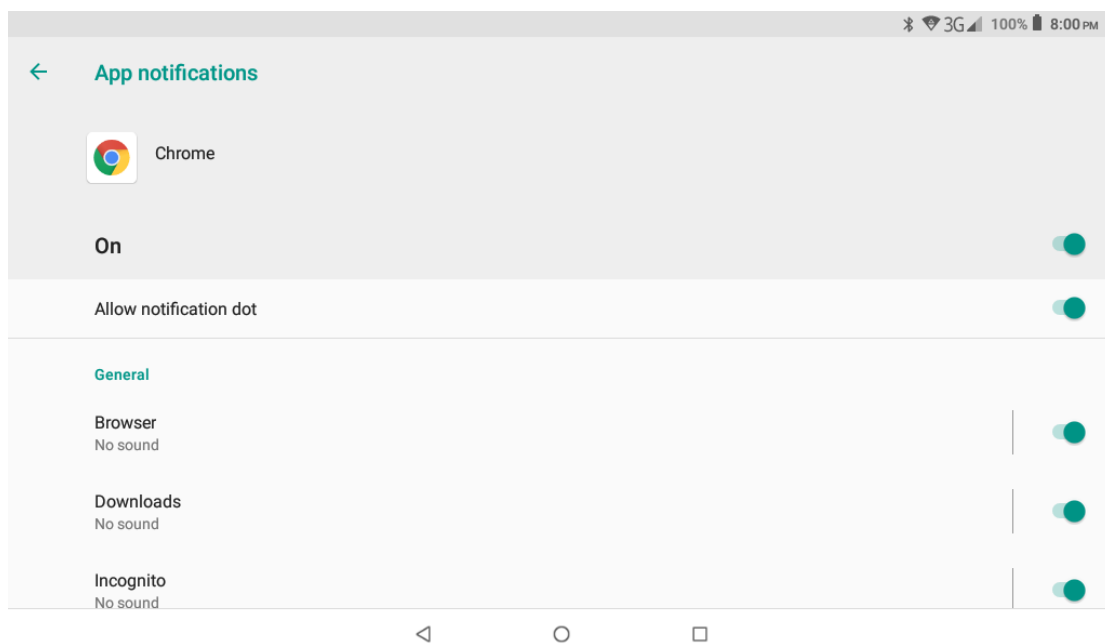 3G 100% 8:00 PM
App notifications
Chrome
On
Allow notification dot
General
Browser
No sound
Downloads
No sound
Incognito
No sound